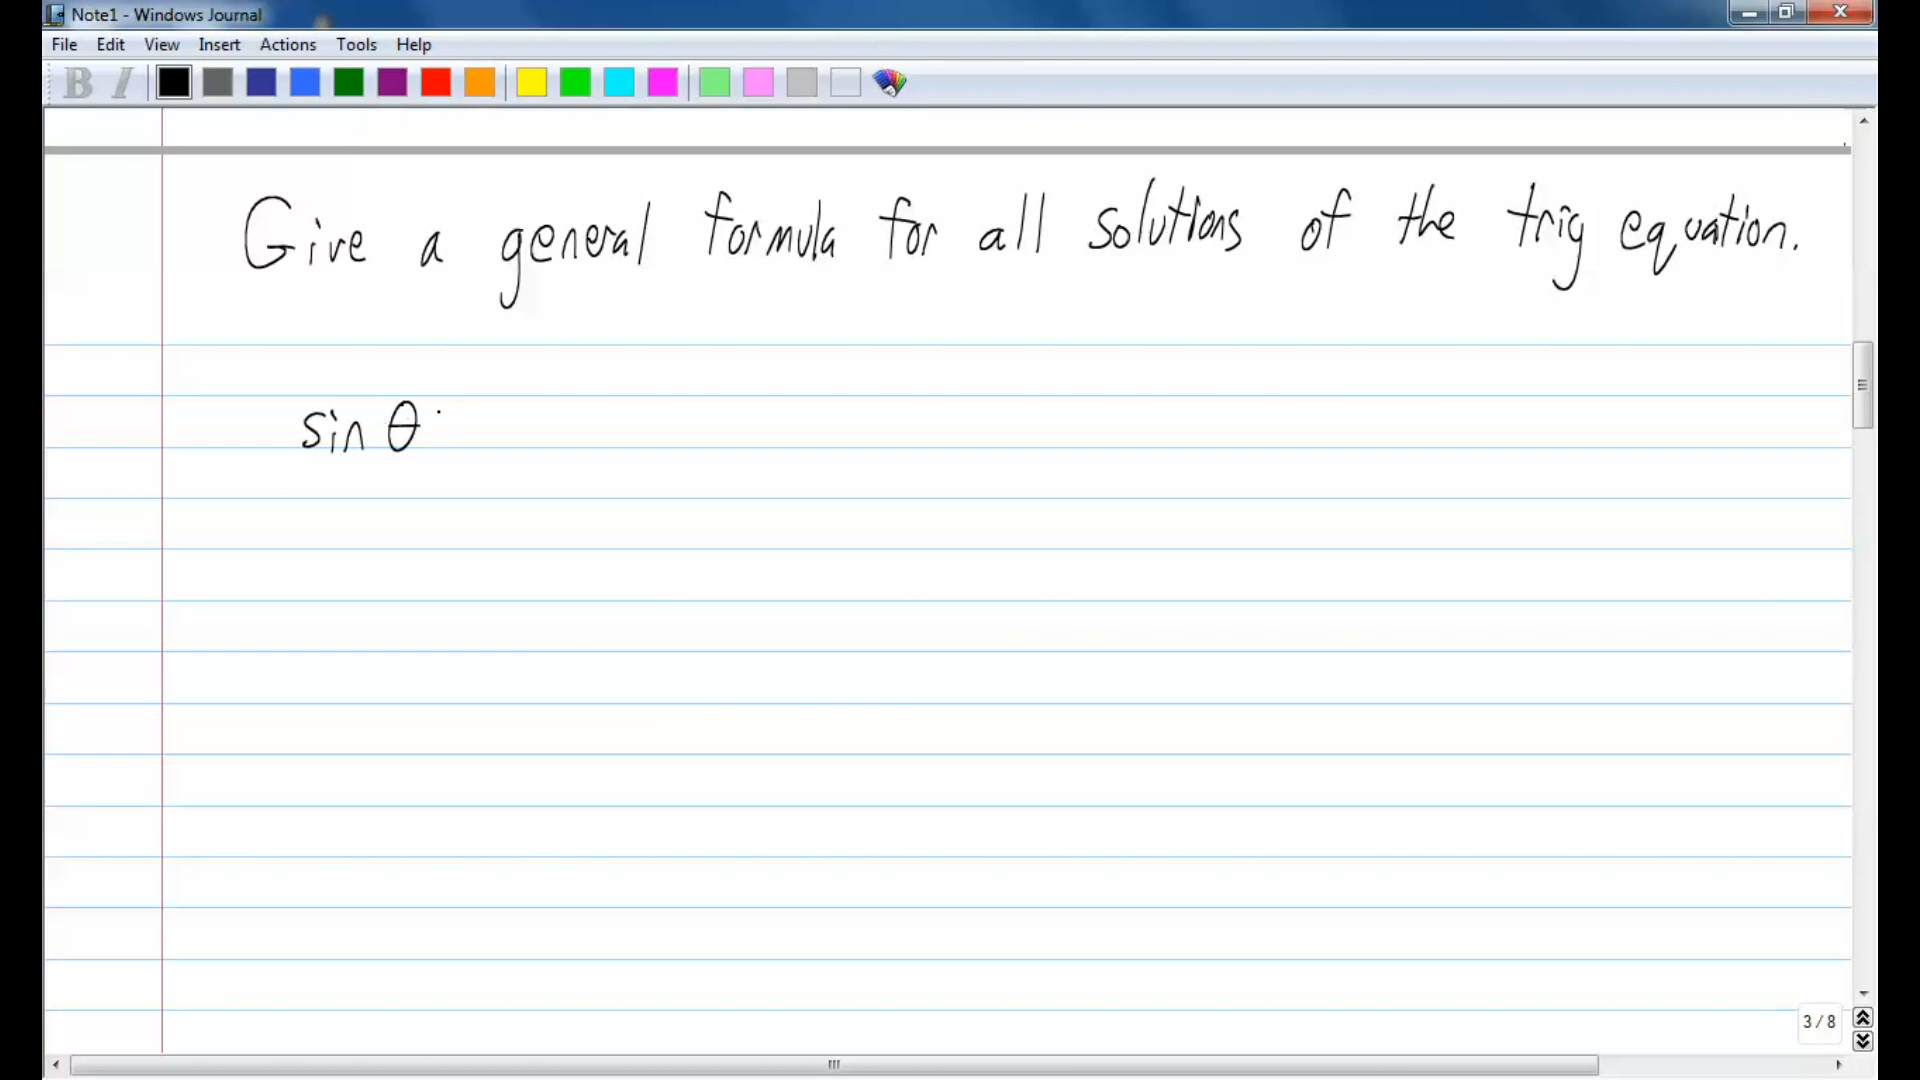 Note1 - Windows Journal
File Edit View Insert Actions Tools Help
B I
Give a general formula for all solutions of the trig equation.
sin θ
3 / 8